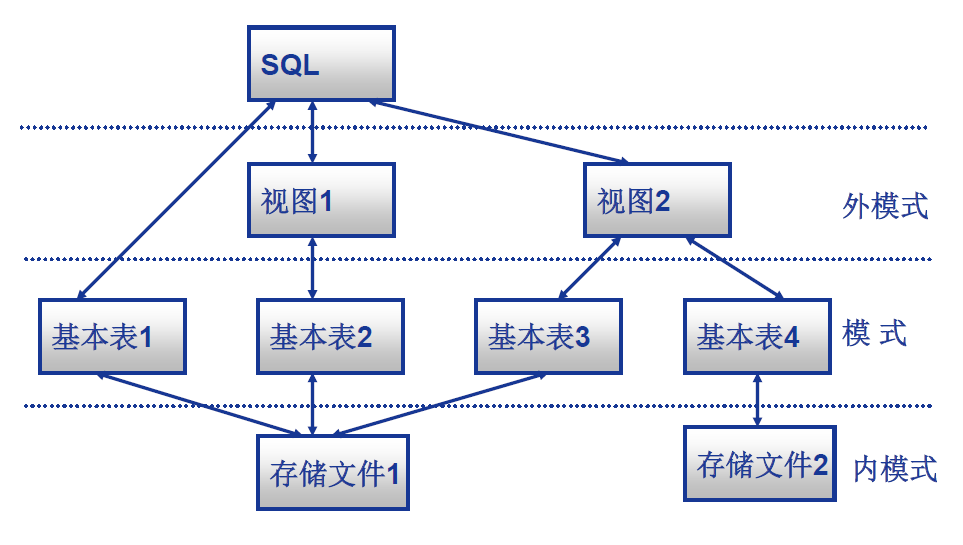 SQL
视图1
视图2
外模式
基本表1
基本表2
基本表3
基本表4
模 式
存储文件1
存储文件2
内模式